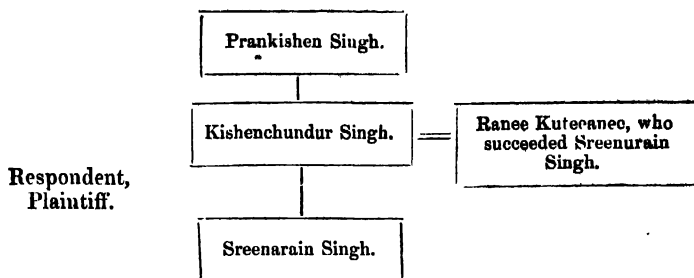 Prankishen Singh.
Kishenchundur Singh.
Ranee Kuteeanee, who
succeeded Sreenurain
Singh.
Respondent,
Plaintiff.
Sreenarain Singh.